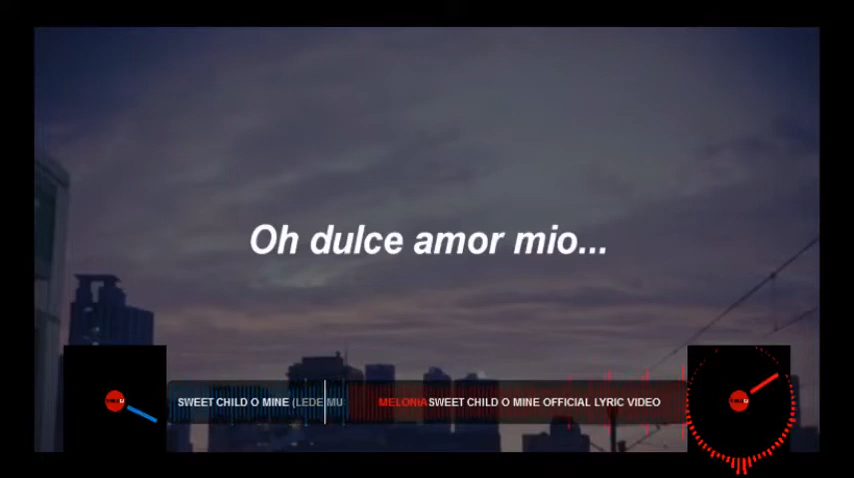 Oh dulce amor mio...
SWEET CHILD O MINE (LEDE MU
MELONIA SWEET CHILD O MINE OFFICIAL LYRIC VIDEO